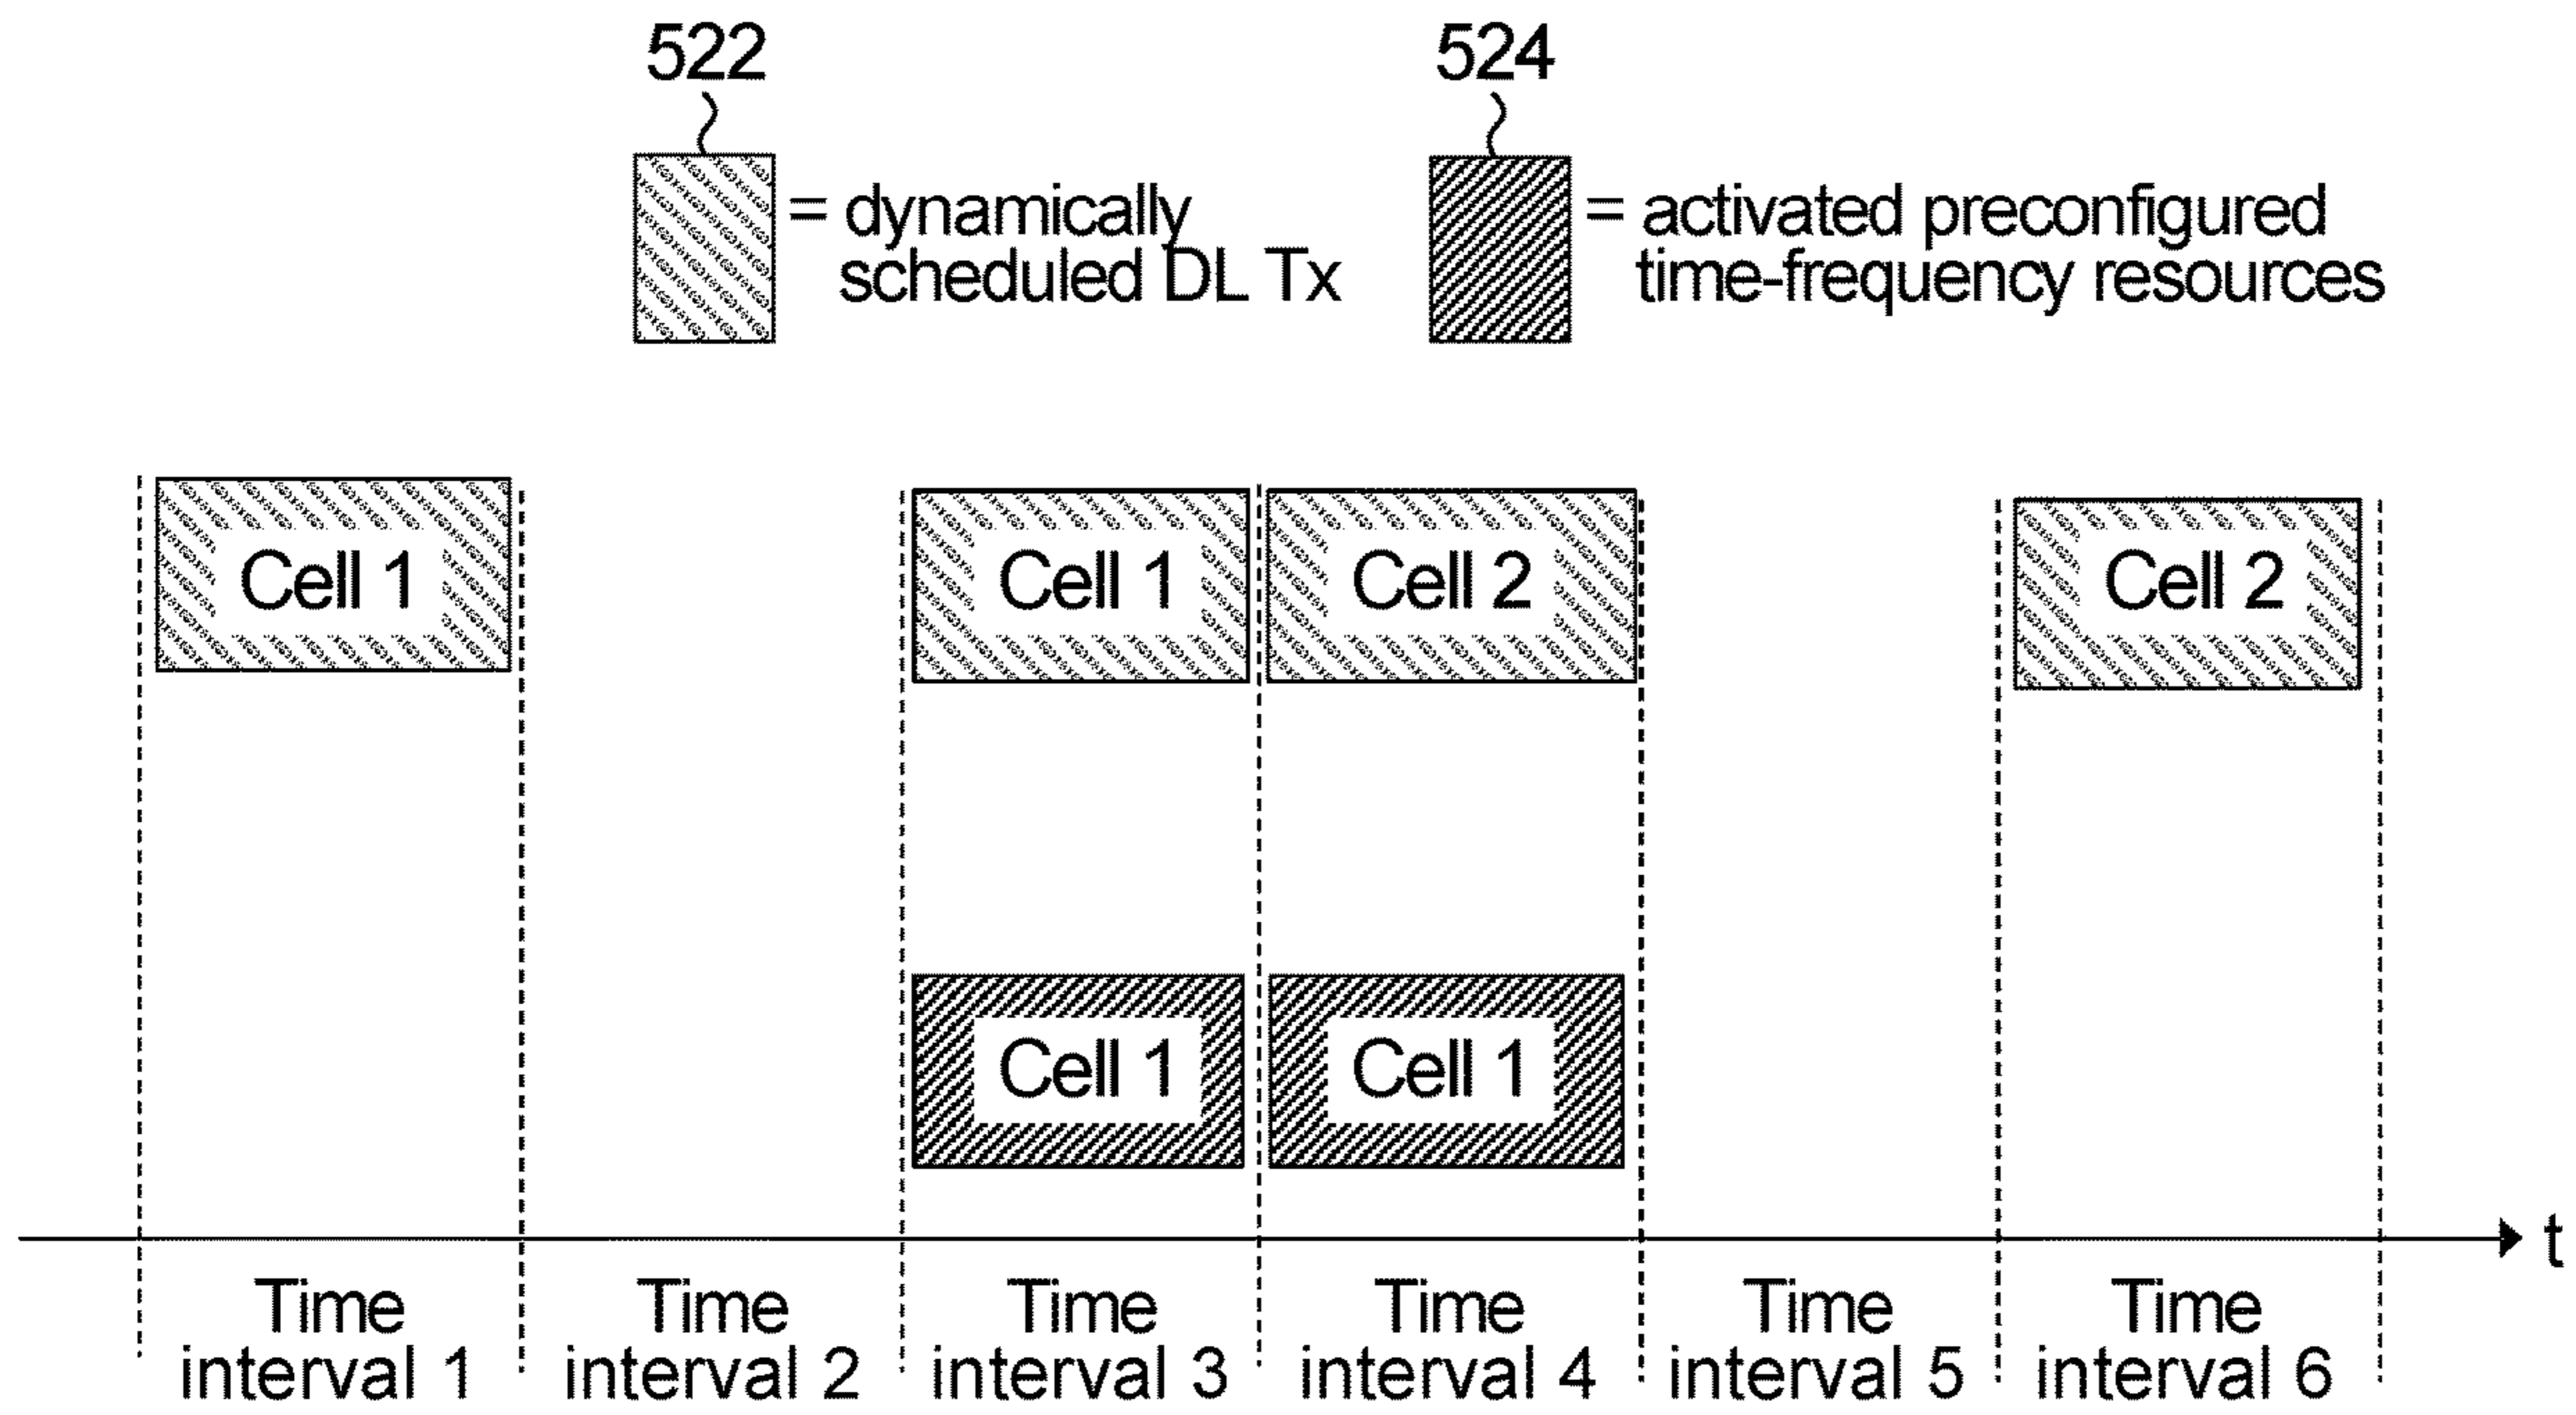 522
524
= dynamically
scheduled DL Tx
= activated preconfigured
time-frequency resources
Cell 1
Cell 1
Cell 2
Cell 2
Cell 1
Cell 1
t
Time
interval 1
Time
interval 2
Time
interval 3
Time
interval 4
Time
interval 5
Time
interval 6